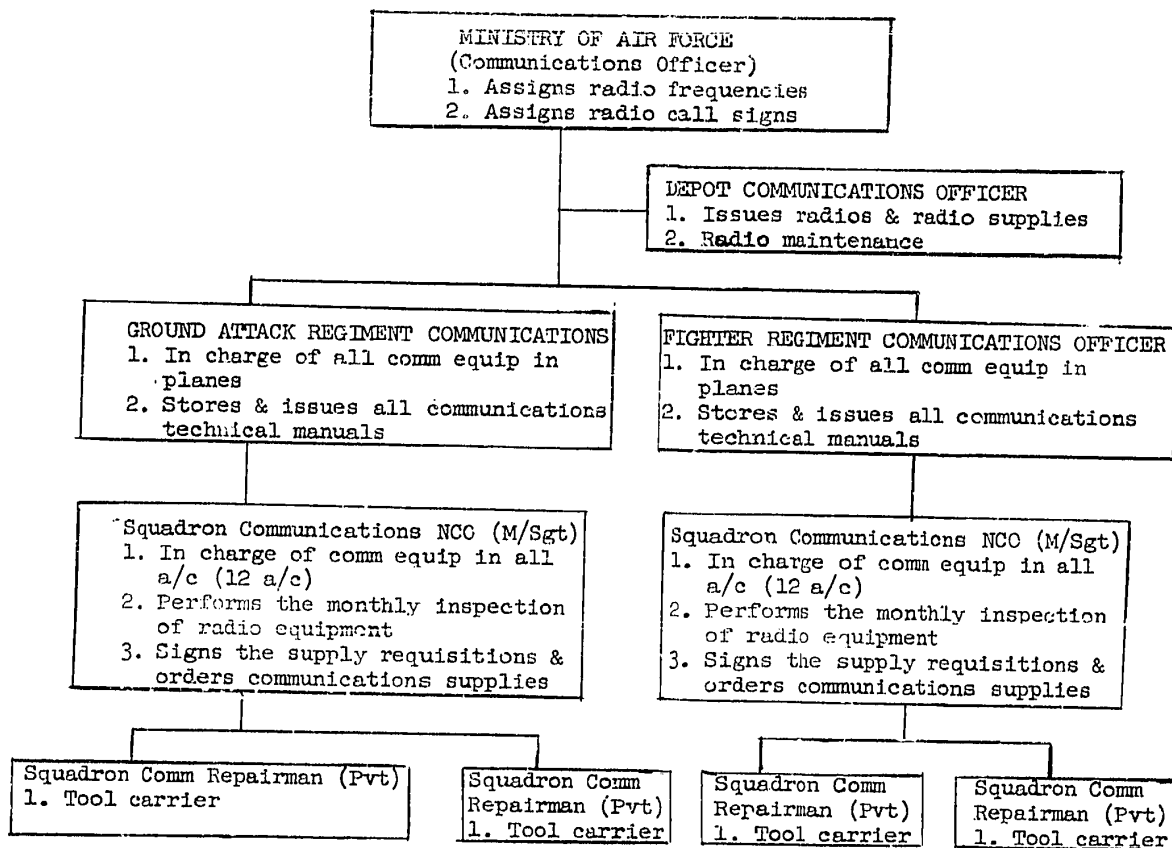 MINISTRY OF AIR FORCE
(Communications Officer)
1. Assigns radio frequencies
2. Assigns radio call signs
DEPOT COMMUNICATIONS OFFICER
1. Issues radios & radio supplies
2. Radio maintenance
GROUND ATTACK REGIMENT COMMUNICATIONS
1. In charge of all comm equip in
planes
2. Stores & issues all communications
technical manuals
FIGHTER REGIMENT COMMUNICATIONS OFFICER
1. In charge of all comm equip in
planes
2. Stores & issues all communications
technical manuals
Squadron Communications NCO (M/Sgt)
1. In charge of comm equip in all
a/c (12 a/c)
2. Performs the monthly inspection
of radio equipment
3. Signs the supply requisitions &
orders communications supplies
Squadron Communications NCO (M/Sgt)
1. In charge of comm equip in all
a/c (12 a/c)
2. Performs the monthly inspection
of radio equipment
3. Signs the supply requisitions &
orders communications supplies
Squadron Comm Repairman (Pvt)
1. Tool carrier
Squadron Comm
Repairman (Pvt)
1. Tool carrier
Squadron Comm
Repairman (Pvt)
1. Tool carrier
Squadron Comm
Repairman (Pvt)
1. Tool carrier